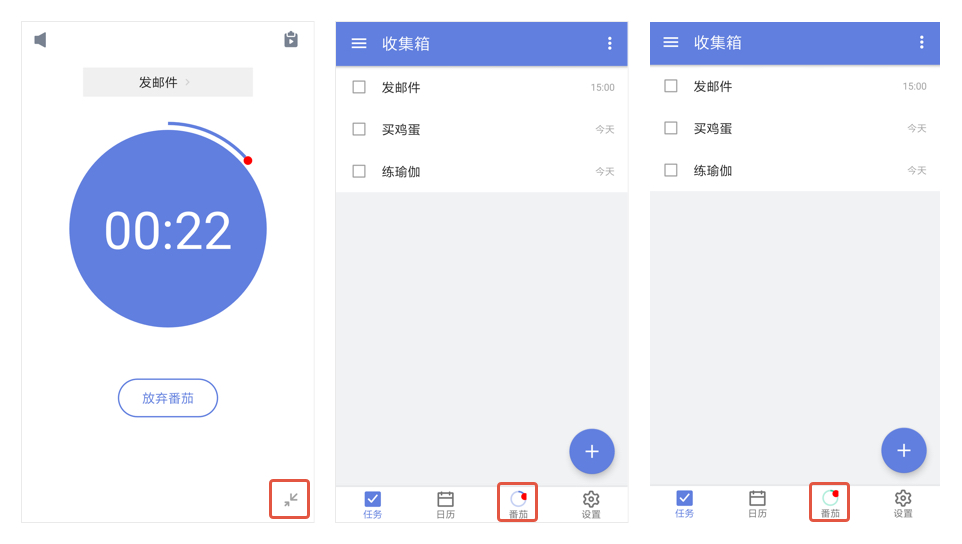 发邮件
00:22
放弃番茄
收集箱
发邮件 15:00
买鸡蛋 今天
练瑜伽 今天
任务 日历 番茄 设置
收集箱
发邮件 15:00
买鸡蛋 今天
练瑜伽 今天
任务 日历 番茄 设置